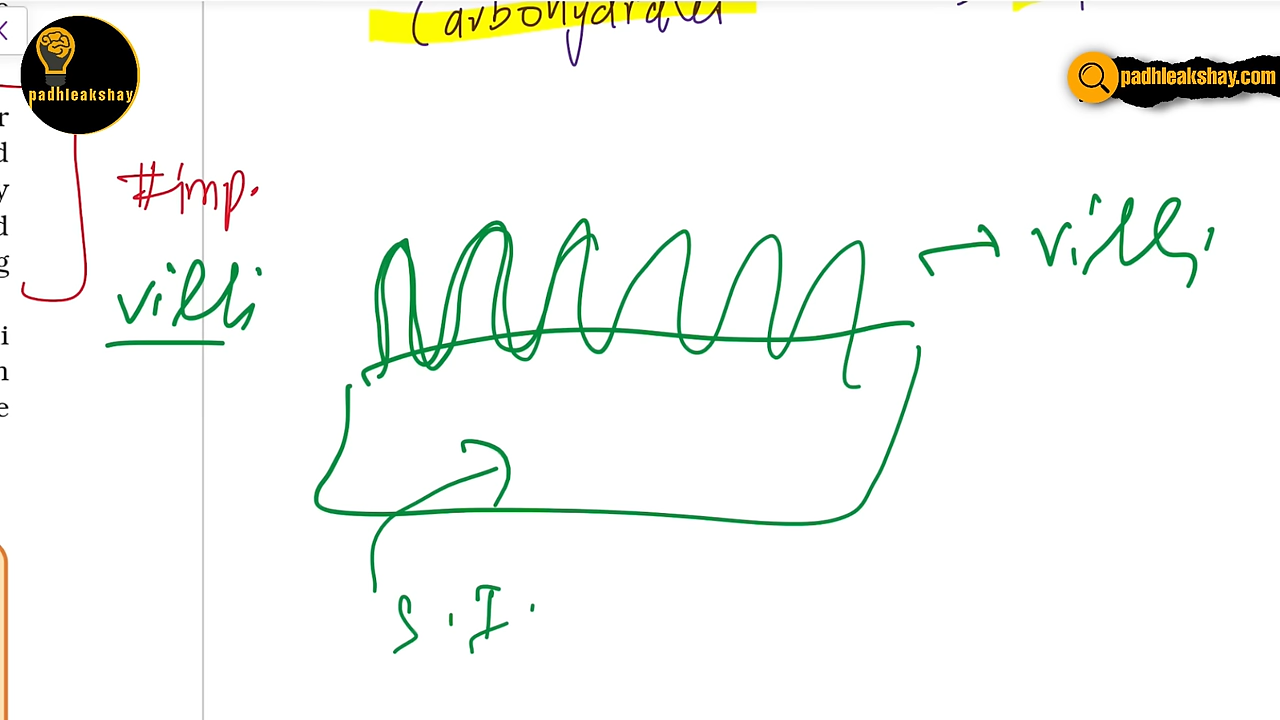 Carbohydrates
padhleakshay
padhleakshay.com
#imp.
villi
villi
S.I.